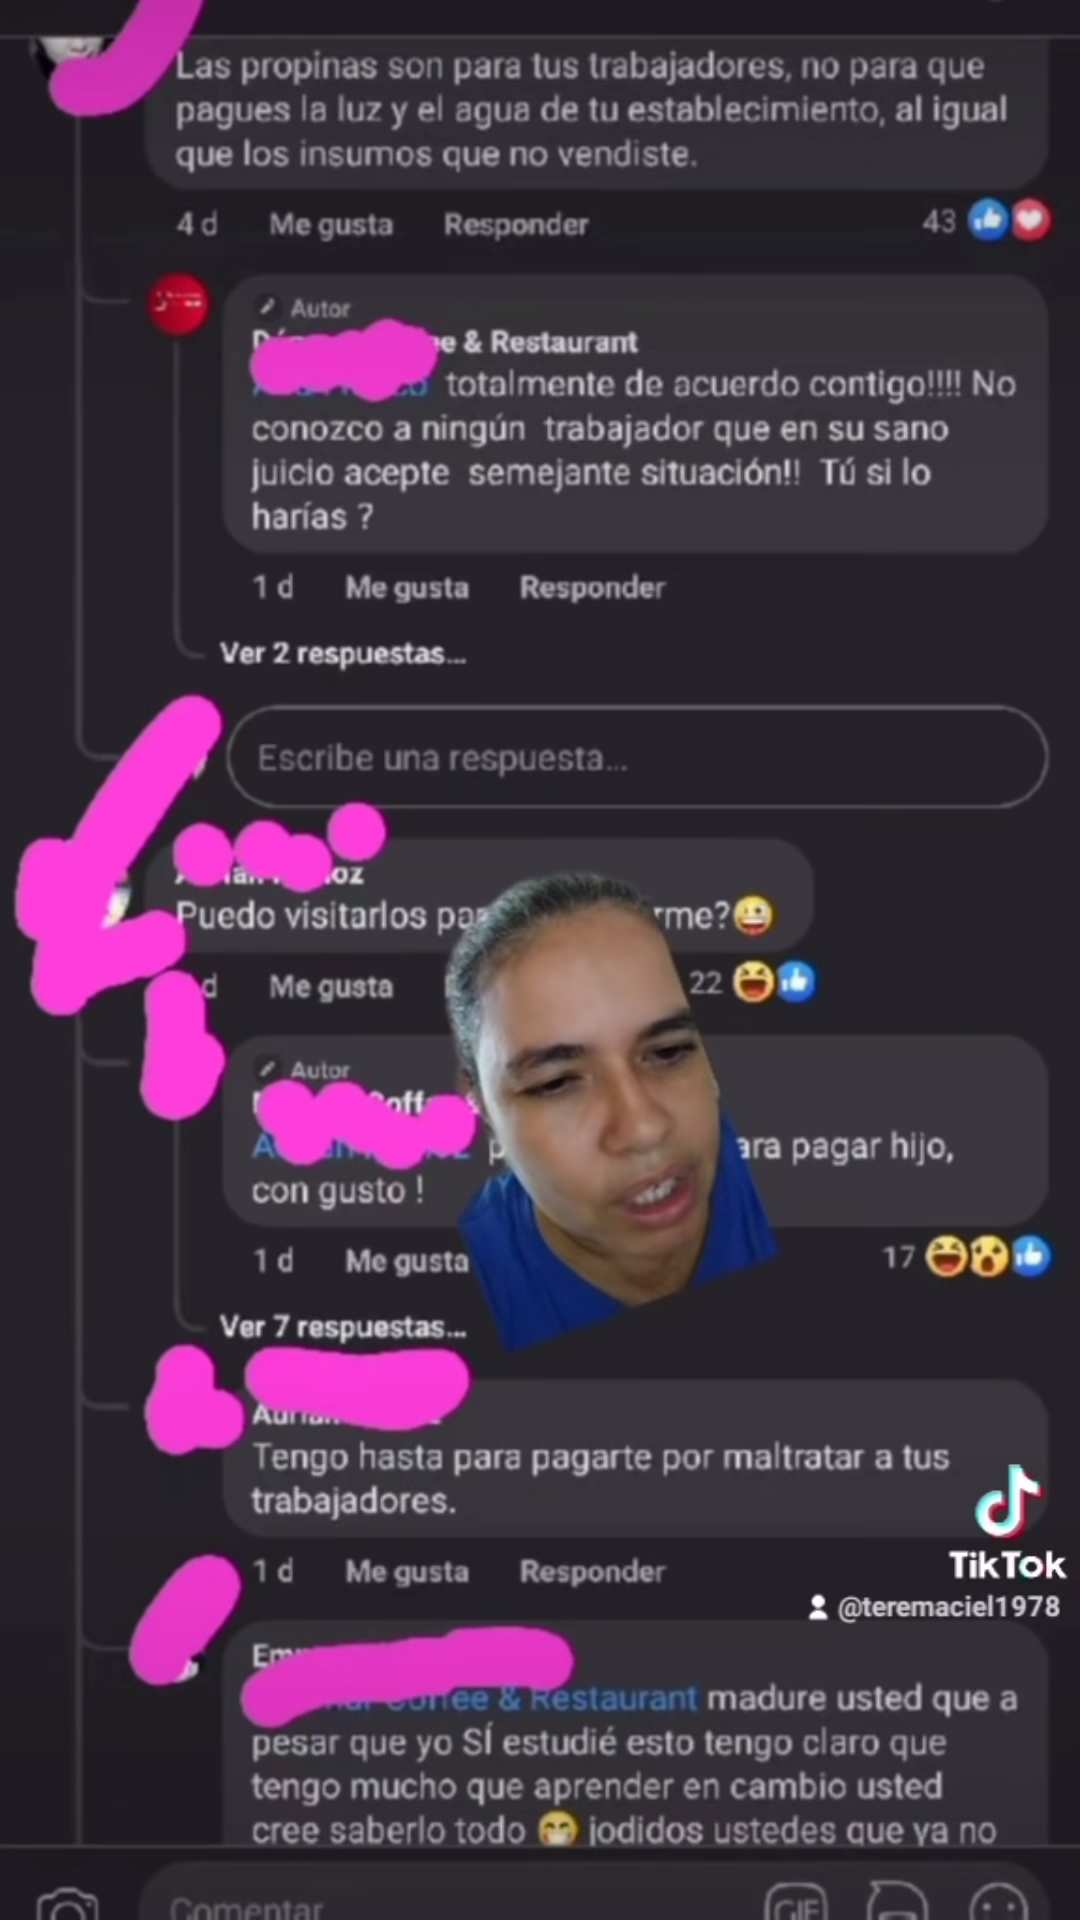 Las propinas son para tus trabajadores, no para que
pagues la luz y el agua de tu establecimiento, al igual
que los insumos que no vendiste.
4 d Me gusta Responder 43
Autor
& Restaurant
totalmente de acuerdo contigo!!!! No
conozco a ningún trabajador que en su sano
juicio acepte semejante situación!! Tú si lo
harías ?
1 d Me gusta Responder
Ver 2 respuestas...
Escribe una respuesta...
Puedo visitarlos
d Me gusta 22
Autor
pagar hijo,
con gusto !
1 d Me gusta 17
Ver 7 respuestas...
Tengo hasta para pagarte por maltratar a tus
trabajadores.
1 d Me gusta Responder
TikTok
@teremaciel1978
& Restaurant madure usted que a
pesar que yo SÍ estudié esto tengo claro que
tengo mucho que aprender en cambio usted
cree saberlo todo jodidos ustedes que ya no
Comentar
GIF